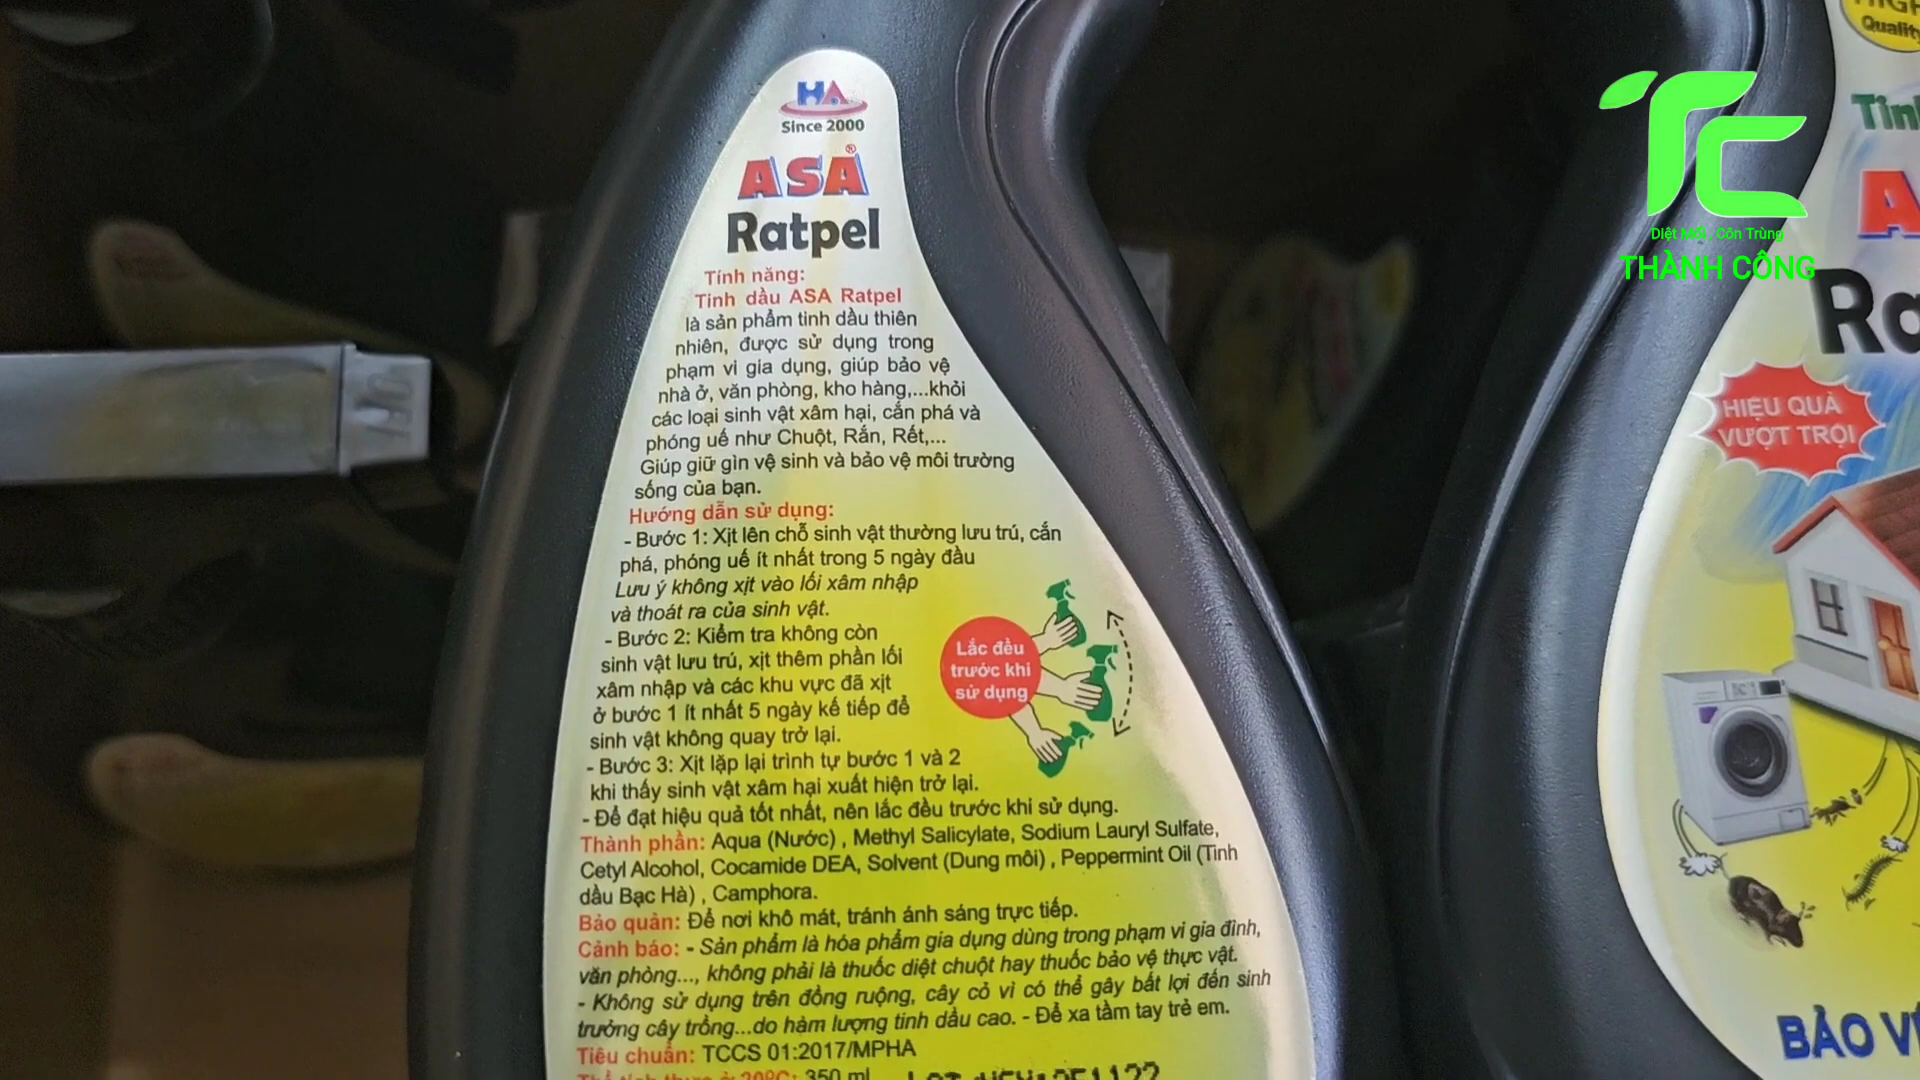 HA
Since 2000
ASA®
Ratpel
Tính năng:
Tinh dầu ASA Ratpel
là sản phẩm tinh dầu thiên
nhiên, được sử dụng trong
phạm vi gia dụng, giúp bảo vệ
nhà ở, văn phòng, kho hàng,...khỏi
các loại sinh vật xâm hại, cắn phá và
phóng uế như Chuột, Rắn, Rết,...
Giúp giữ gìn vệ sinh và bảo vệ môi trường
sống của bạn.
Hướng dẫn sử dụng:
- Bước 1: Xịt lên chỗ sinh vật thường lưu trú, cắn
phá, phóng uế ít nhất trong 5 ngày đầu
Lưu ý không xịt vào lối xâm nhập
và thoát ra của sinh vật.
- Bước 2: Kiểm tra không còn
sinh vật lưu trú, xịt thêm phần lối
xâm nhập và các khu vực đã xịt
ở bước 1 ít nhất 5 ngày kế tiếp để
sinh vật không quay trở lại.
- Bước 3: Xịt lặp lại trình tự bước 1 và 2
khi thấy sinh vật xâm hại xuất hiện trở lại.
- Để đạt hiệu quả tốt nhất, nên lắc đều trước khi sử dụng.
Thành phần: Aqua (Nước) , Methyl Salicylate, Sodium Lauryl Sulfate,
Cetyl Alcohol, Cocamide DEA, Solvent (Dung môi) , Peppermint Oil (Tinh
dầu Bạc Hà) , Camphora.
Bảo quản: Để nơi khô mát, tránh ánh sáng trực tiếp.
Cảnh báo: - Sản phẩm là hóa phẩm gia dụng dùng trong phạm vi gia đình,
văn phòng..., không phải là thuốc diệt chuột hay thuốc bảo vệ thực vật.
- Không sử dụng trên đồng ruộng, cây cỏ vì có thể gây bất lợi đến sinh
trưởng cây trồng...do hàm lượng tinh dầu cao. - Để xa tầm tay trẻ em.
Tiêu chuẩn: TCCS 01:2017/MPHA
350 ml
Lắc đều
trước khi
sử dụng
Quality
HIỆU QUẢ
VƯỢT TRỘI
BẢO
TC
Diệt Mối . Côn Trùng
THÀNH CÔNG